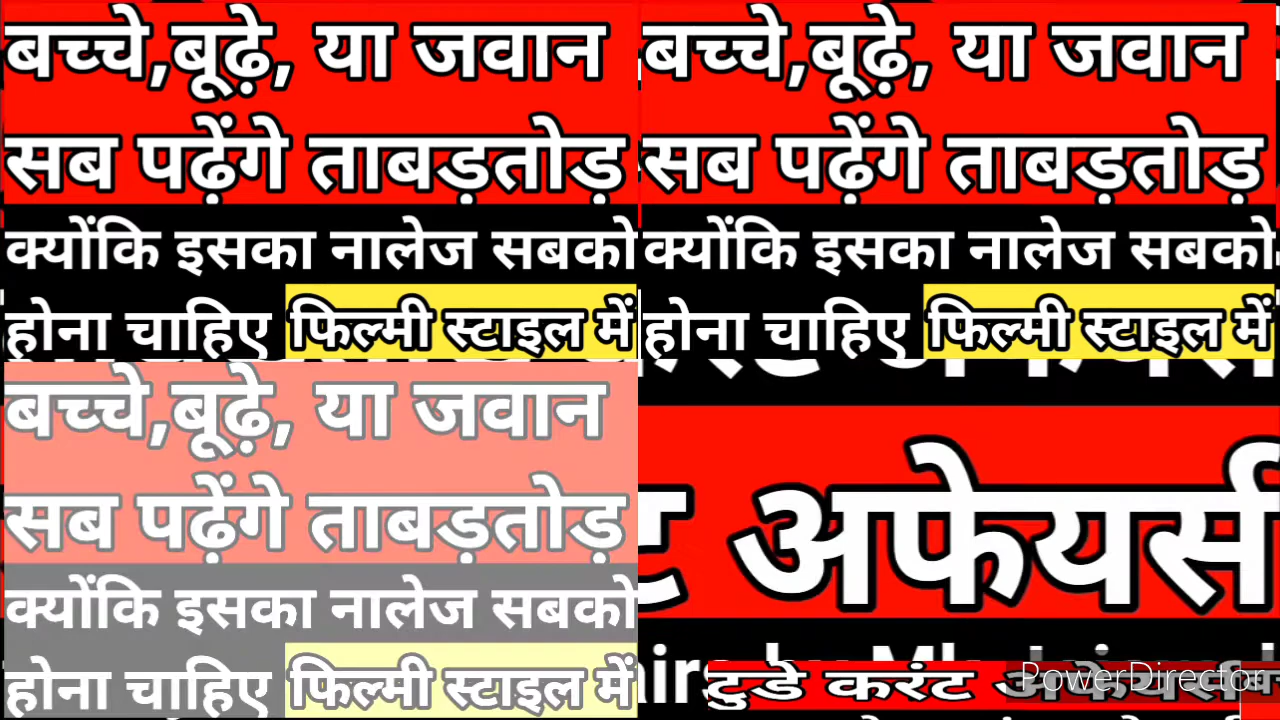 बच्चे,बूढ़े, या जवान
सब पढ़ेंगे ताबड़तोड़
क्योंकि इसका नालेज सबको
होना चाहिए फिल्मी स्टाइल में
बच्चे,बूढ़े, या जवान
सब पढ़ेंगे ताबड़तोड़
क्योंकि इसका नालेज सबको
होना चाहिए फिल्मी स्टाइल में
बच्चे,बूढ़े, या जवान
सब पढ़ेंगे ताबड़तोड़
क्योंकि इसका नालेज सबको
होना चाहिए फिल्मी स्टाइल में
अफेयर्स
टुडे करंट
PowerDirector